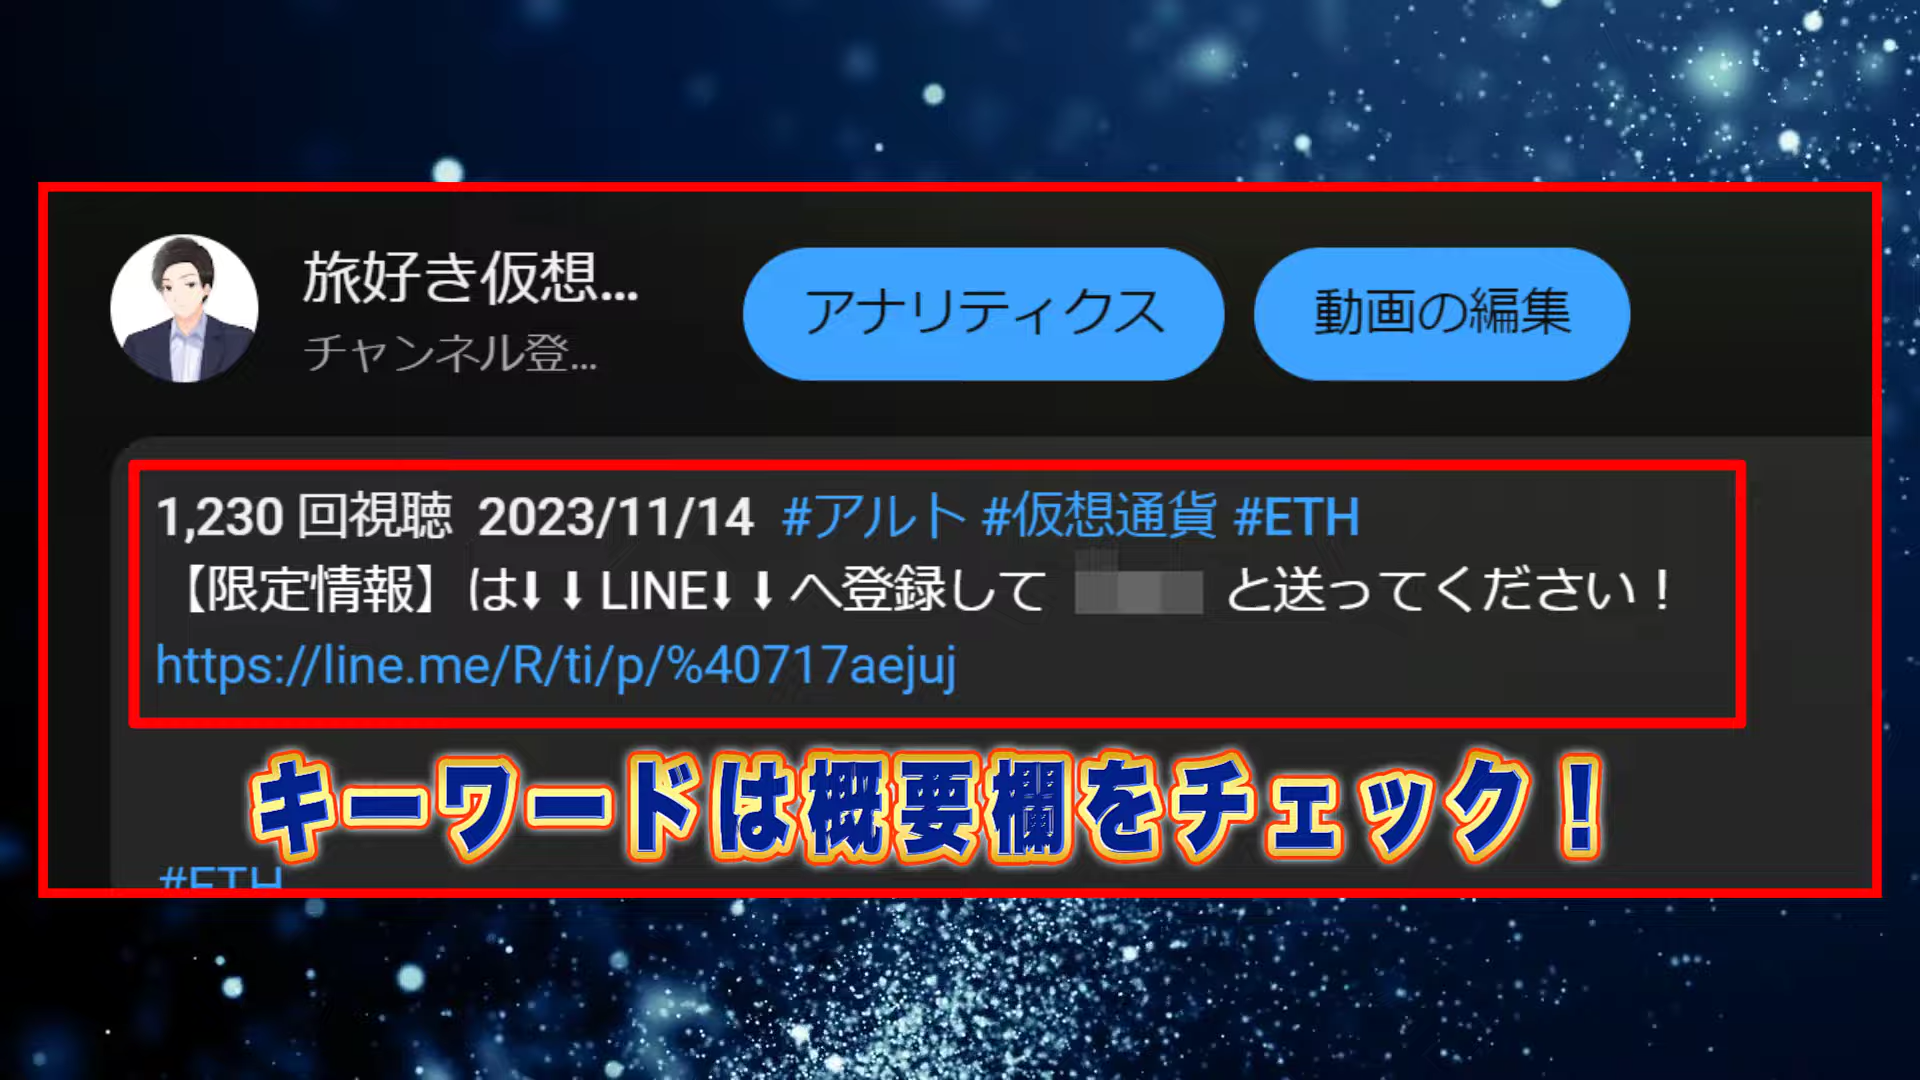 旅好き仮想...
チャンネル登...
アナリティクス
動画の編集
1,230 回視聴 2023/11/14 #アルト #仮想通貨 #ETH
【限定情報】は⬇⬇LINE⬇⬇へ登録して と送ってください！
https://line.me/R/ti/p/%40717aejuj
キーワードは概要欄をチェック！
#ETH